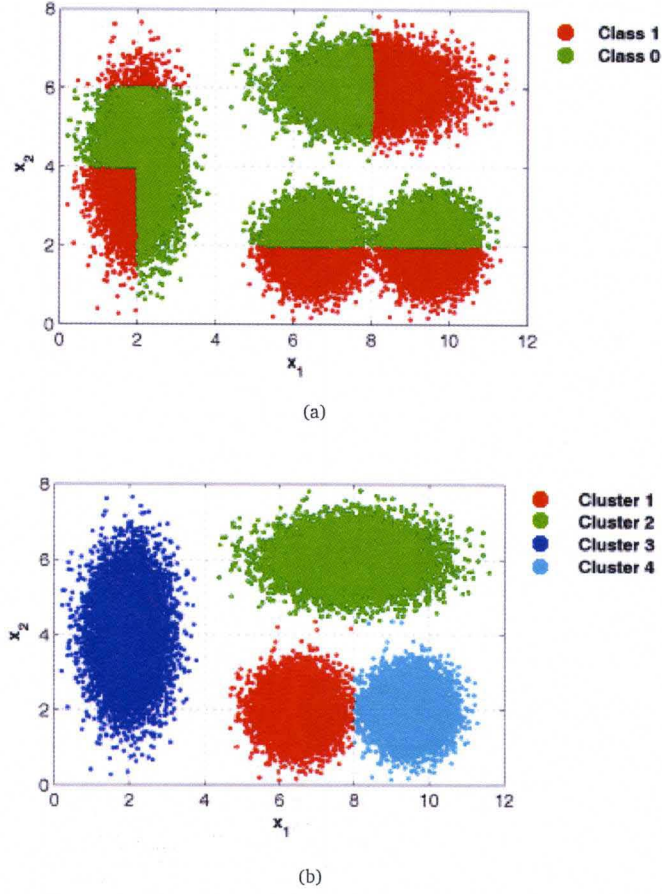 8
6
4
2
0
x2
0 2 4 6 8 10 12
x1
Class 1
Class 0
(a)
8
6
4
2
0
x2
0 2 4 6 8 10 12
x1
Cluster 1
Cluster 2
Cluster 3
Cluster 4
(b)